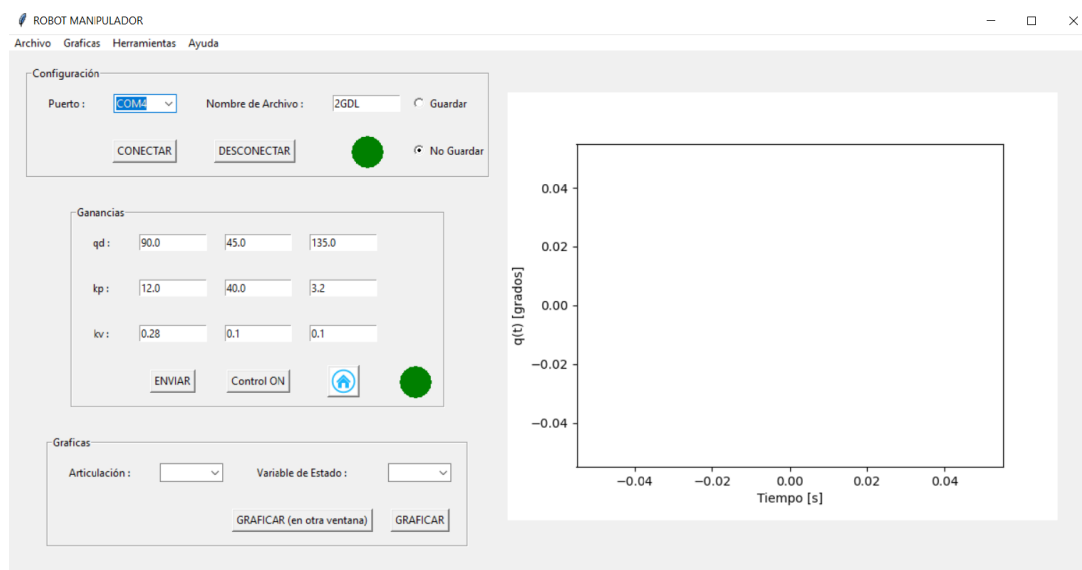 ROBOT MANIPULADOR
Archivo Graficas Herramientas Ayuda
Configuración
Puerto : COM4 Nombre de Archivo : 2GDL Guardar
CONECTAR DESCONECTAR No Guardar
Ganancias
qd : 90.0 45.0 135.0
kp : 12.0 40.0 3.2
kv : 0.28 0.1 0.1
ENVIAR Control ON
Graficas
Articulación : Variable de Estado :
GRAFICAR (en otra ventana) GRAFICAR
q(t) [grados]
0.04
0.02
0.00
−0.02
−0.04
−0.04 −0.02 0.00 0.02 0.04
Tiempo [s]